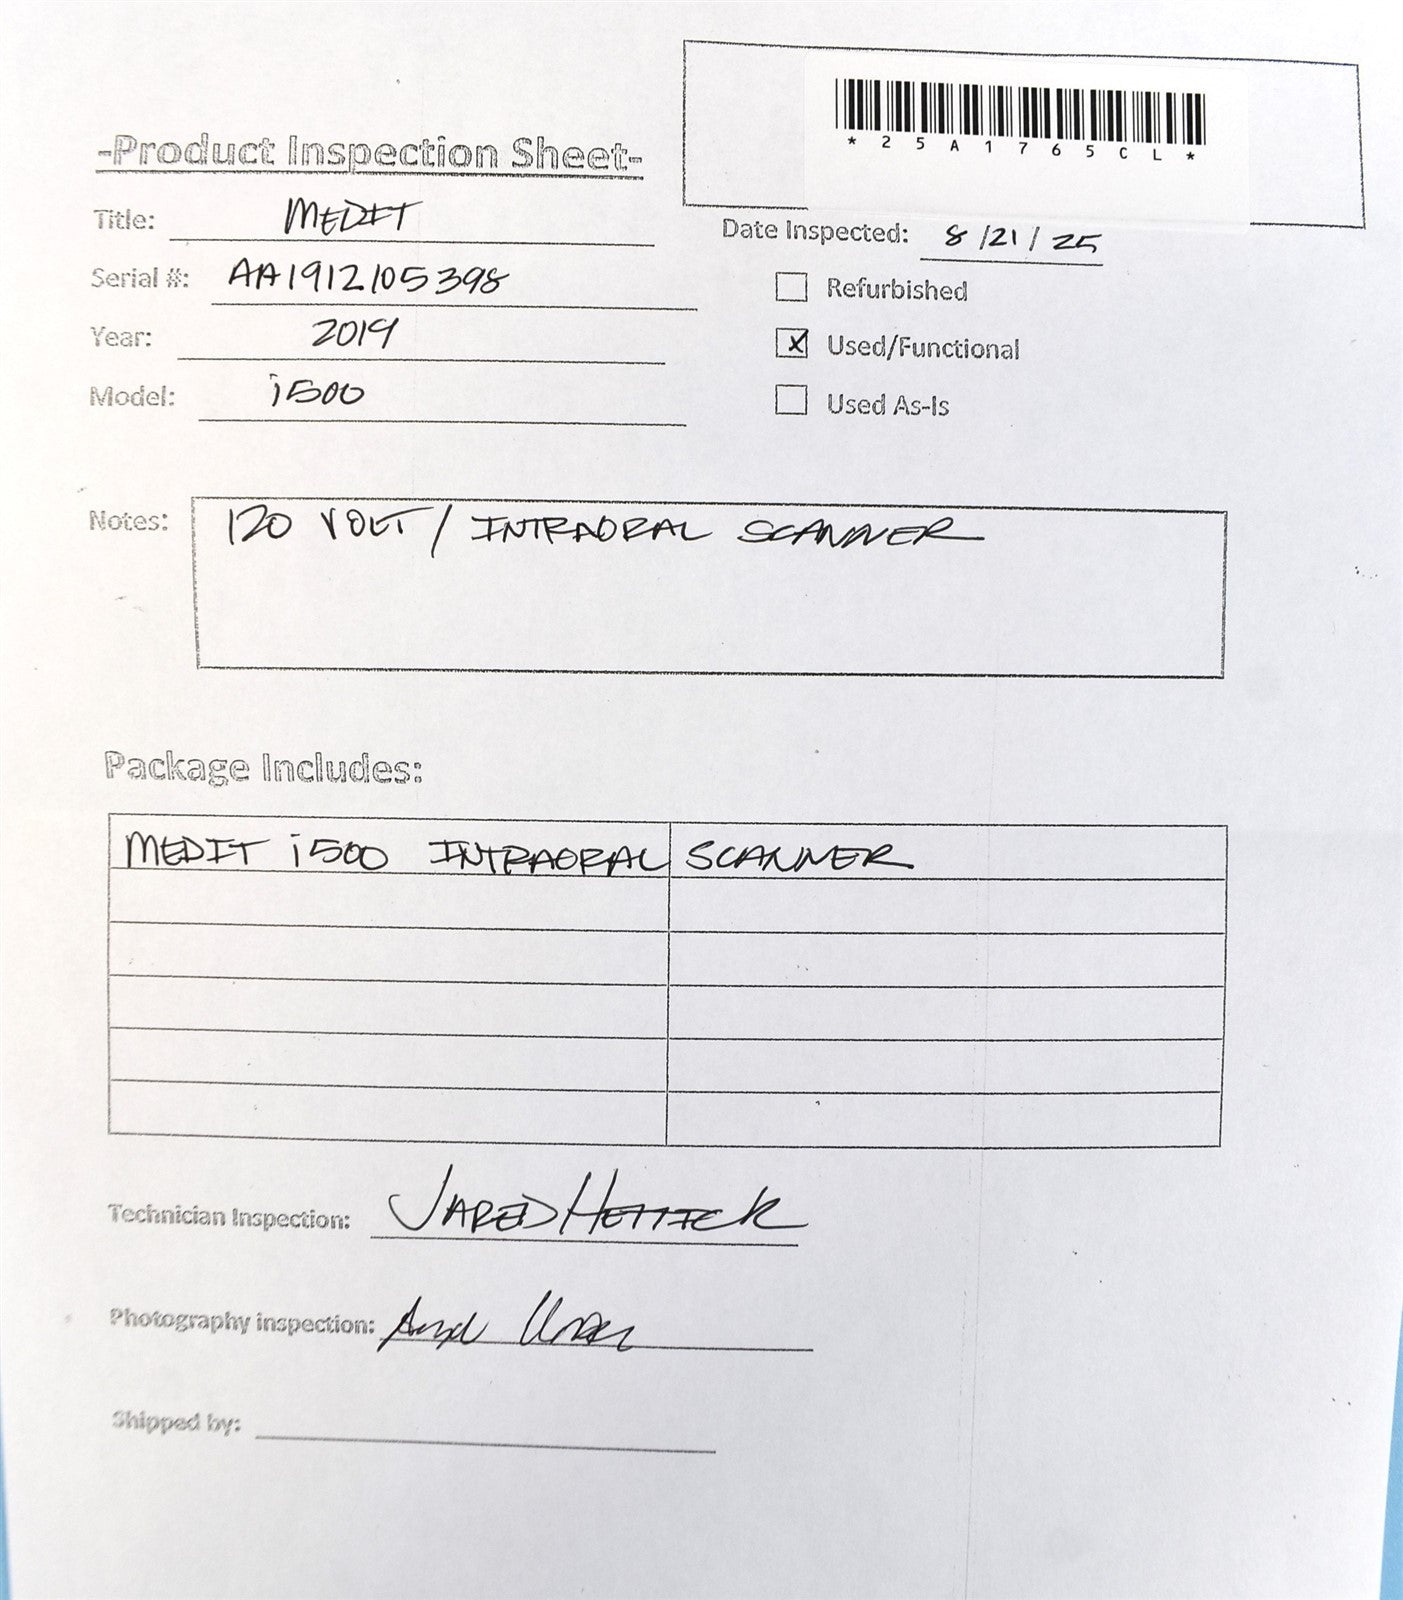 *25A1765CL*
-Product Inspection Sheet-
Title: MEDIT
Date Inspected: 8/21/25
Serial #: AA1912105398
Refurbished
Year: 2019
x Used/Functional
Model: i500
Used As-Is
Notes: 120 VOLT / INTRAORAL SCANNER
Package Includes:
MEDIT i500 INTRAORAL SCANNER
Technician Inspection: JARED
Photography inspection:
Shipped by: